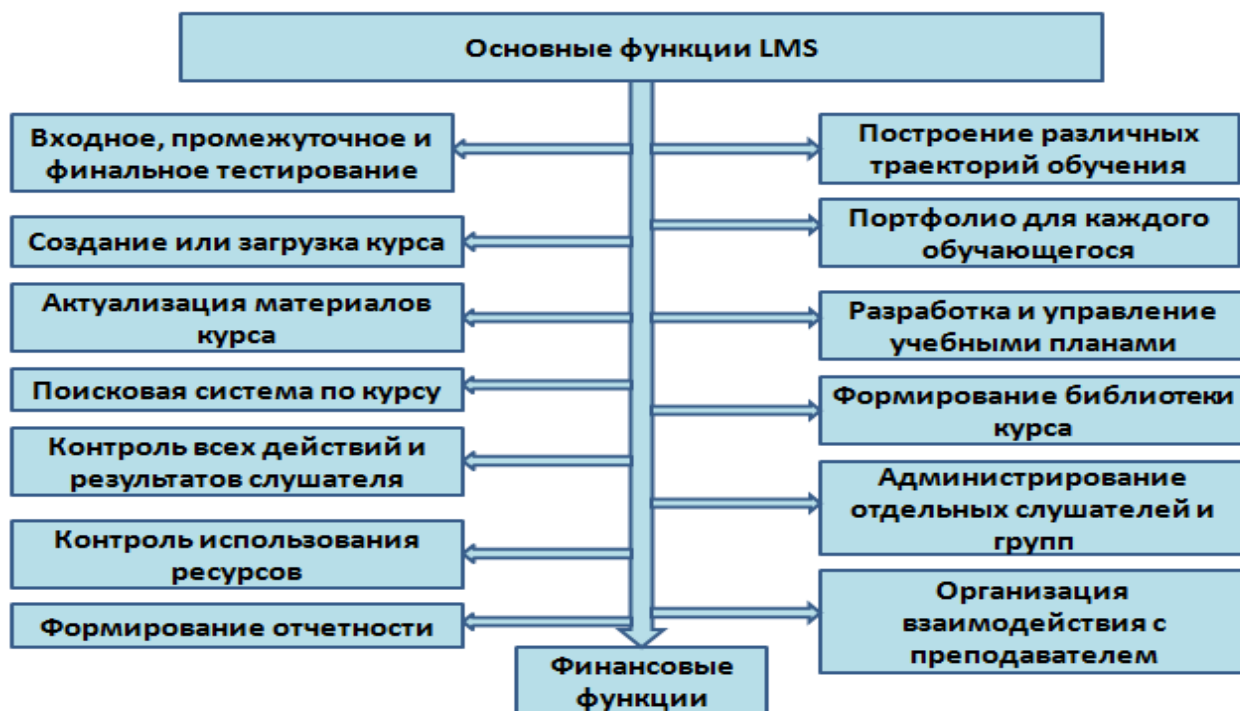 Основные функции LMS
Входное, промежуточное и
финальное тестирование
Создание или загрузка курса
Актуализация материалов
курса
Поисковая система по курсу
Контроль всех действий и
результатов слушателя
Контроль использования
ресурсов
Формирование отчетности
Построение различных
траекторий обучения
Портфолио для каждого
обучающегося
Разработка и управление
учебными планами
Формирование библиотеки
курса
Администрирование
отдельных слушателей и
групп
Организация
взаимодействия с
преподавателем
Финансовые
функции